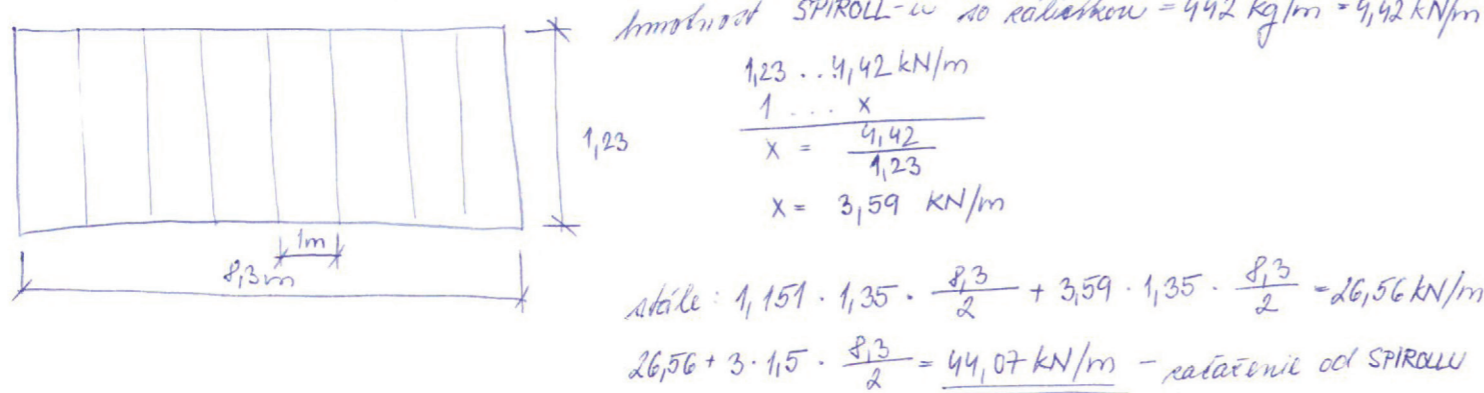 hmotnosť SPIROLL-u so zálievkou = 442 kg/m = 4,42 kN/m
1,23 .. 4,42 kN/m
1 ... x
x = 4,42 / 1,23
x = 3,59 kN/m
1,23
1m
8,3m
stále: 1,151 · 1,35 · 8,3/2 + 3,59 · 1,35 · 8,3/2 = 26,56 kN/m
26,56 + 3 · 1,5 · 8,3/2 = 44,07 kN/m - zaťaženie od SPIROLLU